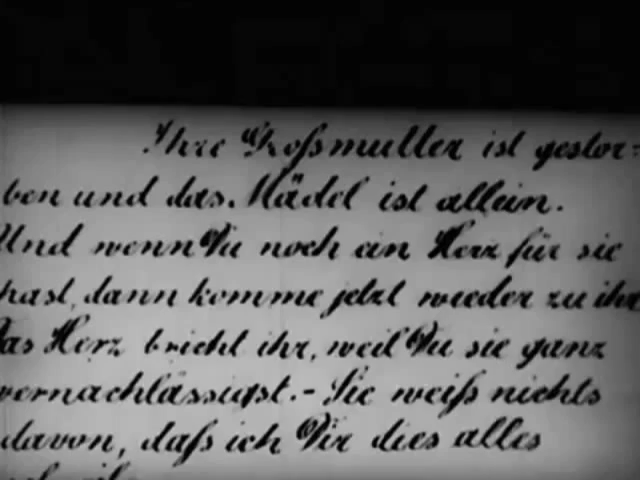 Ihre Großmutter ist gestor=
ben und das Mädel ist allein.
Und wenn Du noch ein Herz für sie
hast, dann komme jetzt wieder zu ihr
Das Herz bricht ihr, weil Du sie ganz
vernachlässigst.- Sie weiß nichts
davon, daß ich Dir dies alles